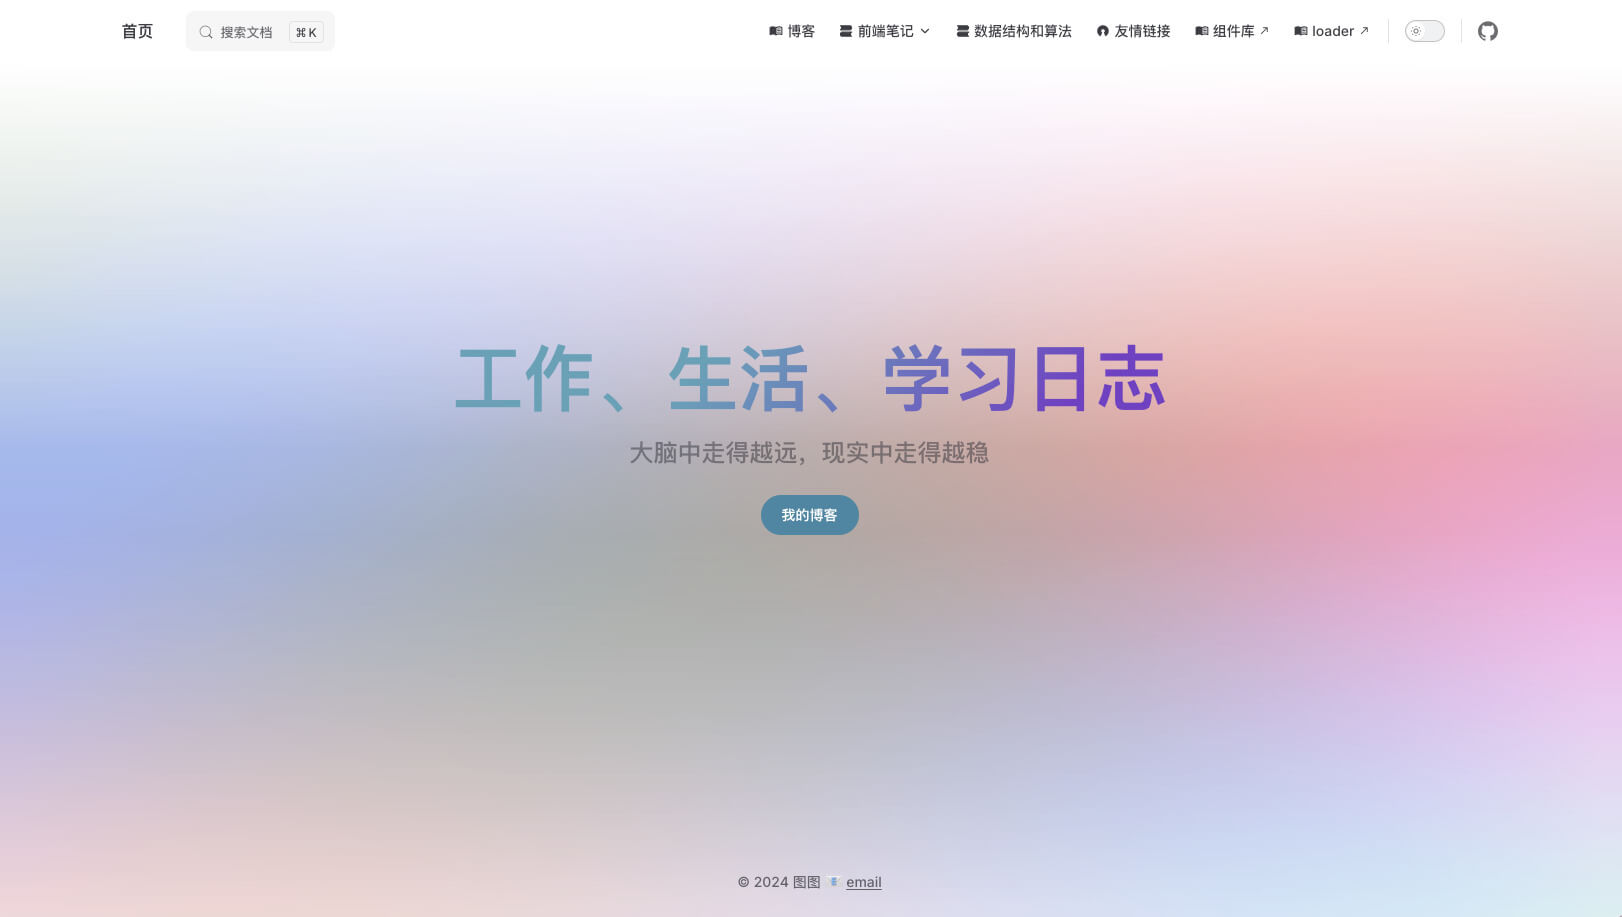 首页 搜索文档 ⌘K 博客 前端笔记 数据结构和算法 友情链接 组件库 loader
工作、生活、学习日志
大脑中走得越远，现实中走得越稳
我的博客
© 2024 图图 email